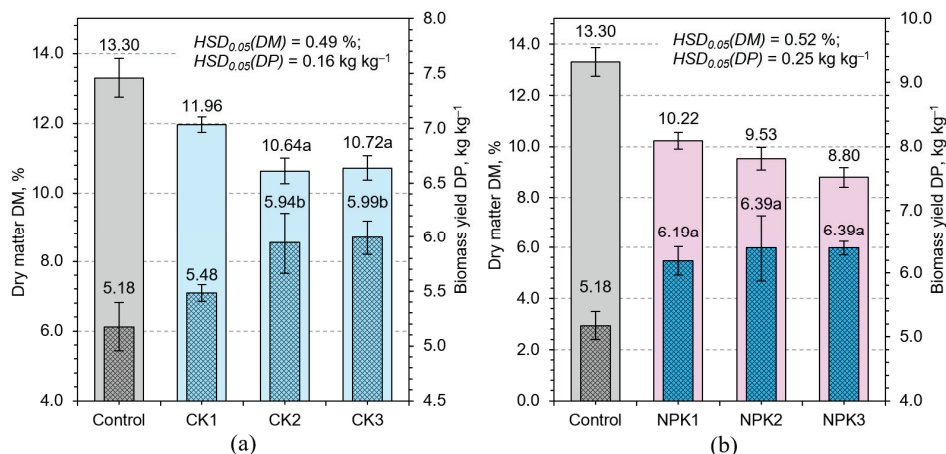 Dry matter DM, %
14.0
12.0
10.0
8.0
6.0
4.0
13.30
11.96
10.64a
10.72a
5.18
5.48
5.94b
5.99b
HSD0.05(DM) = 0.49 %;
HSD0.05(DP) = 0.16 kg kg⁻¹
8.0
7.5
7.0
6.5
6.0
5.5
5.0
4.5
Biomass yield DP, kg kg⁻¹
Control CK1 CK2 CK3
(a)
Dry matter DM, %
14.0
12.0
10.0
8.0
6.0
4.0
2.0
0.0
13.30
10.22
9.53
8.80
5.18
6.19a
6.39a
6.39a
HSD0.05(DM) = 0.52 %;
HSD0.05(DP) = 0.25 kg kg⁻¹
10.0
9.0
8.0
7.0
6.0
5.0
4.0
Biomass yield DP, kg kg⁻¹
Control NPK1 NPK2 NPK3
(b)